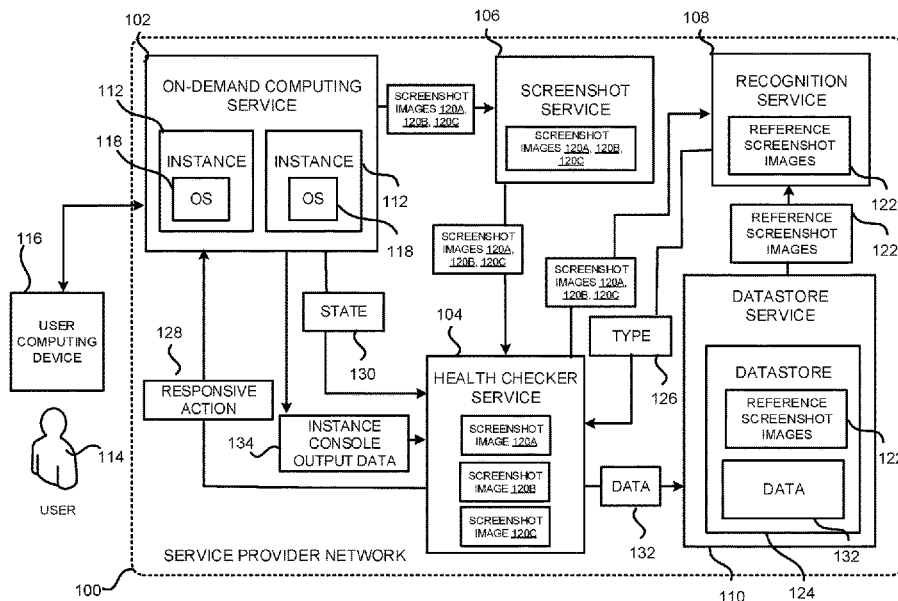 102
106
108
ON-DEMAND COMPUTING
SERVICE
112
118
INSTANCE
OS
INSTANCE
OS
112
118
SCREENSHOT
IMAGES 120A,
120B, 120C
SCREENSHOT
SERVICE
SCREENSHOT
IMAGES 120A, 120B,
120C
RECOGNITION
SERVICE
REFERENCE
SCREENSHOT
IMAGES
122
REFERENCE
SCREENSHOT
IMAGES
122
116
USER
COMPUTING
DEVICE
114
USER
128
RESPONSIVE
ACTION
STATE
130
134
INSTANCE
CONSOLE
OUTPUT DATA
SCREENSHOT
IMAGES 120A,
120B, 120C
SCREENSHOT
IMAGES 120A,
120B, 120C
TYPE
126
104
HEALTH CHECKER
SERVICE
SCREENSHOT
IMAGE 120A
SCREENSHOT
IMAGE 120B
SCREENSHOT
IMAGE 120C
DATA
132
DATASTORE
SERVICE
DATASTORE
REFERENCE
SCREENSHOT
IMAGES
122
DATA
132
124
110
SERVICE PROVIDER NETWORK
100